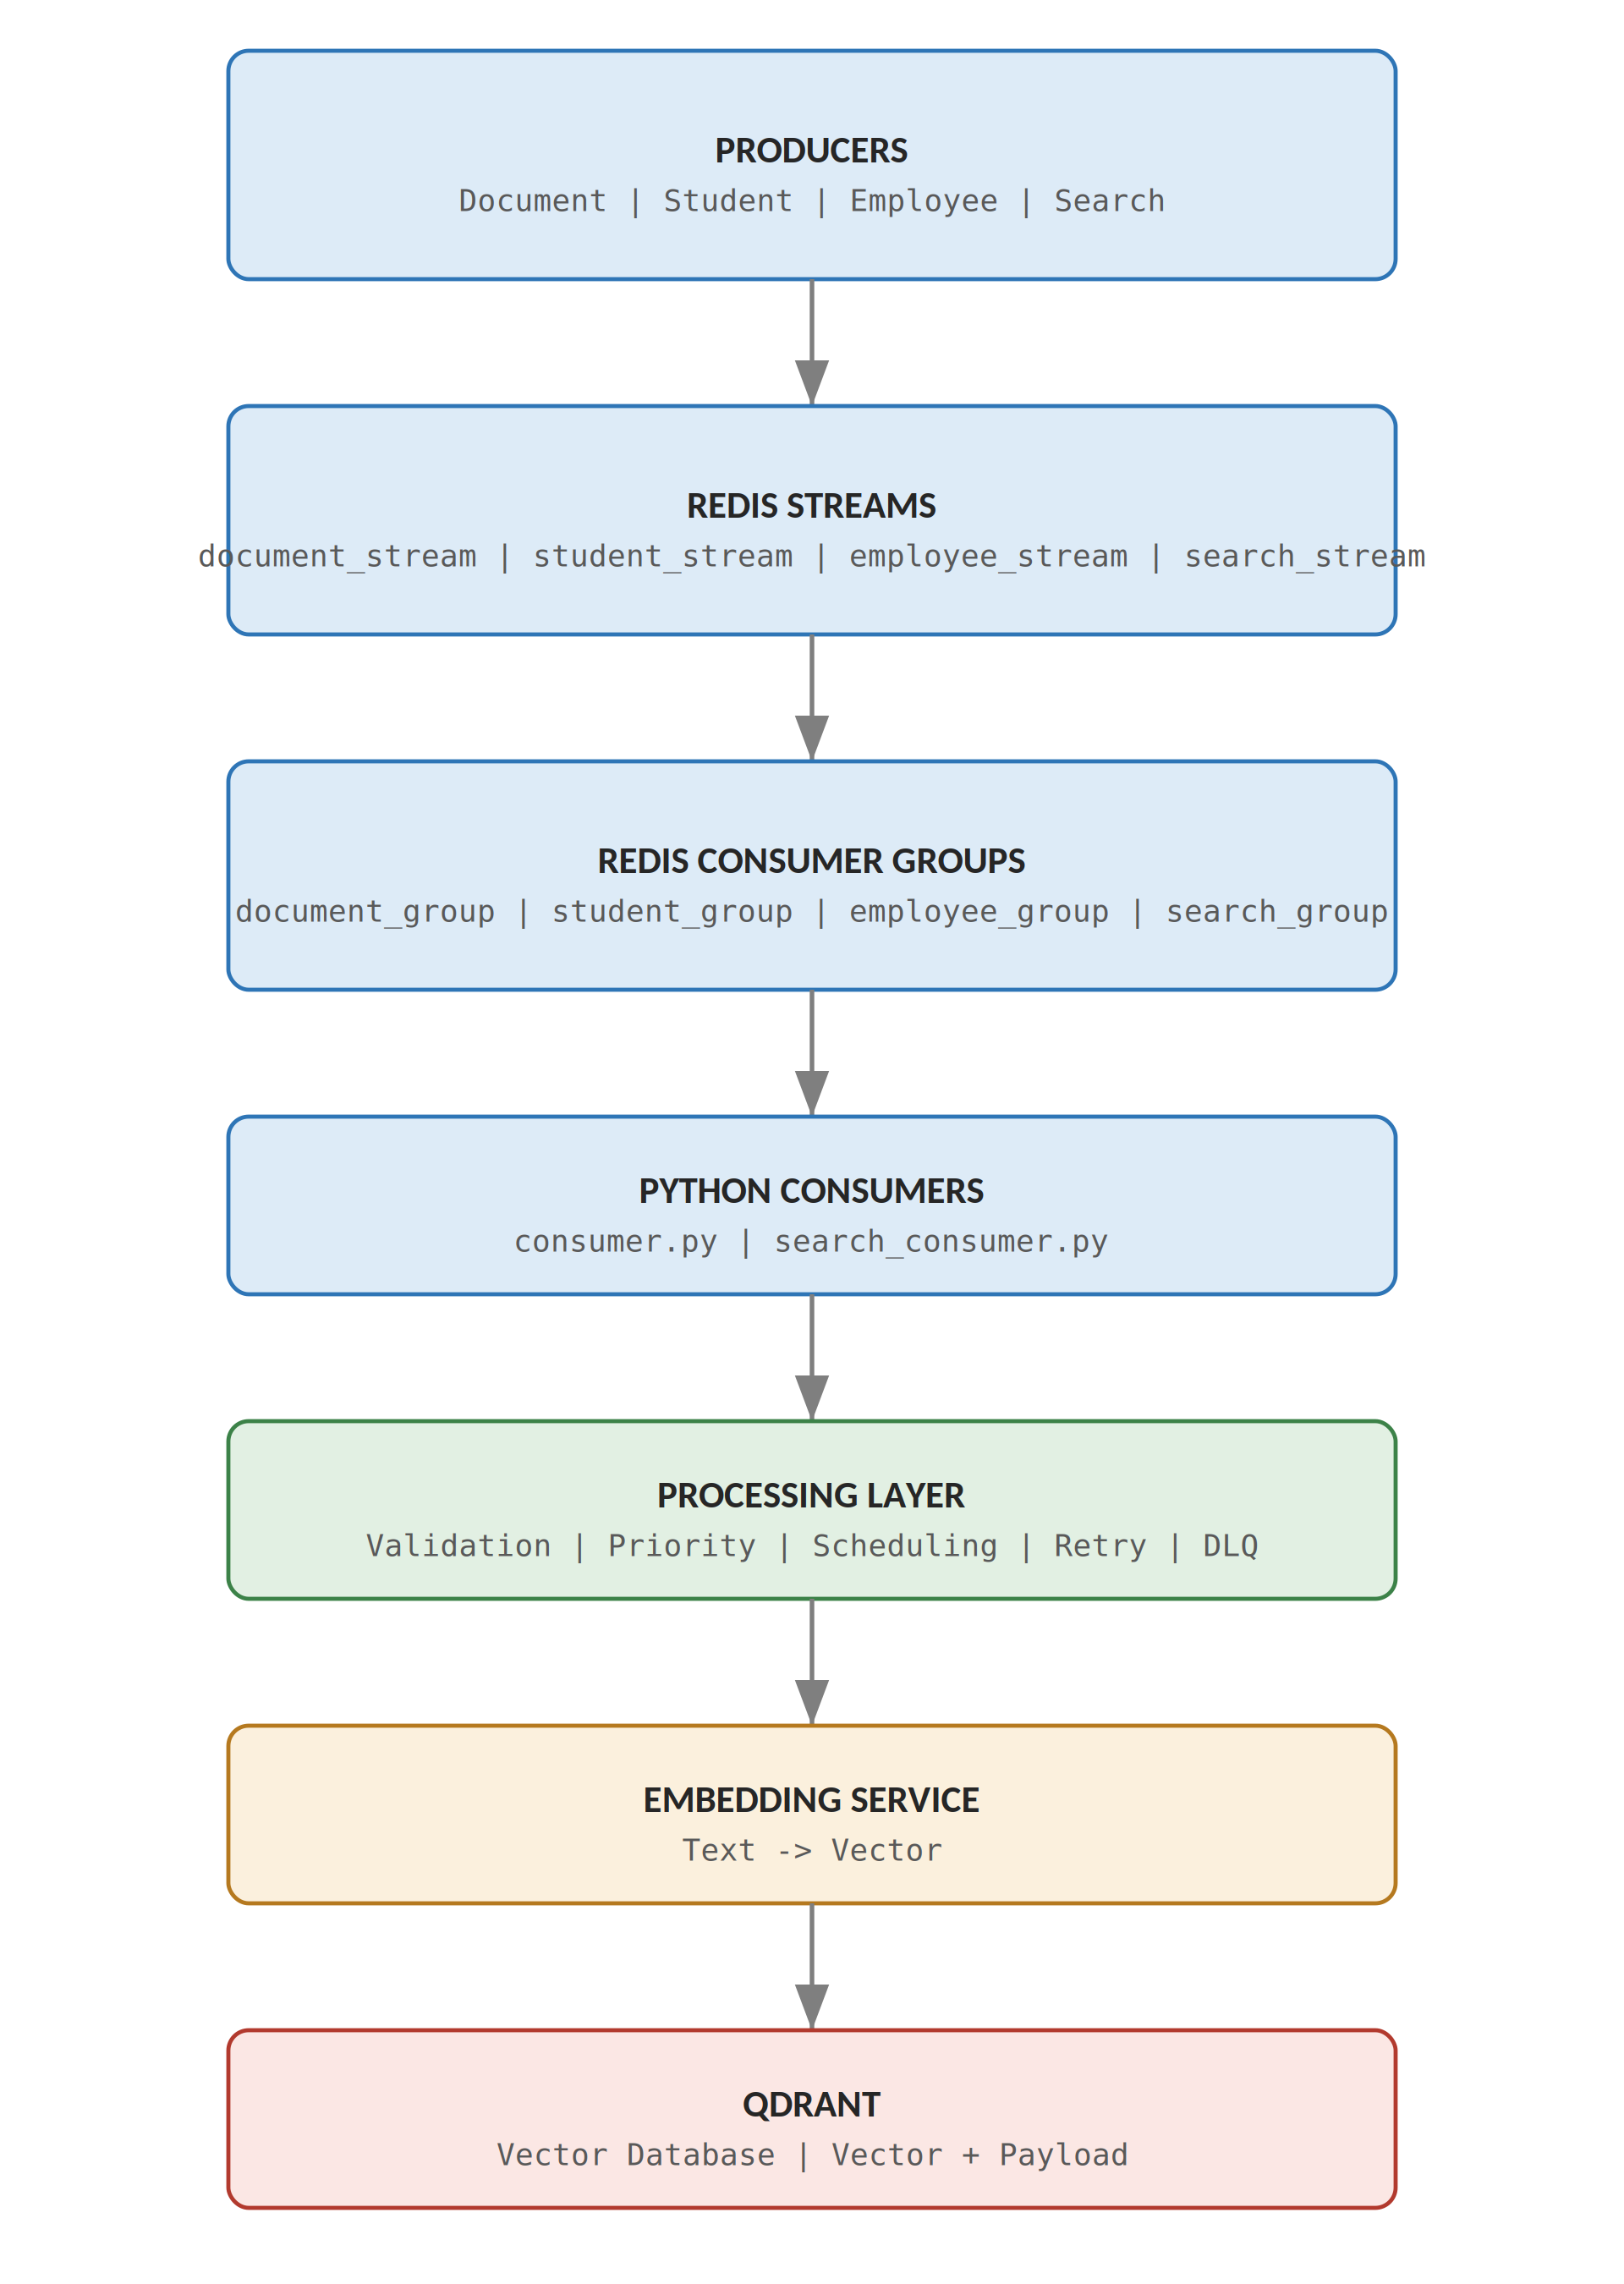 PRODUCERS
Document | Student | Employee | Search
REDIS STREAMS
document_stream | student_stream | employee_stream | search_stream
REDIS CONSUMER GROUPS
document_group | student_group | employee_group | search_group
PYTHON CONSUMERS
consumer.py | search_consumer.py
PROCESSING LAYER
Validation | Priority | Scheduling | Retry | DLQ
EMBEDDING SERVICE
Text -> Vector
QDRANT
Vector Database | Vector + Payload